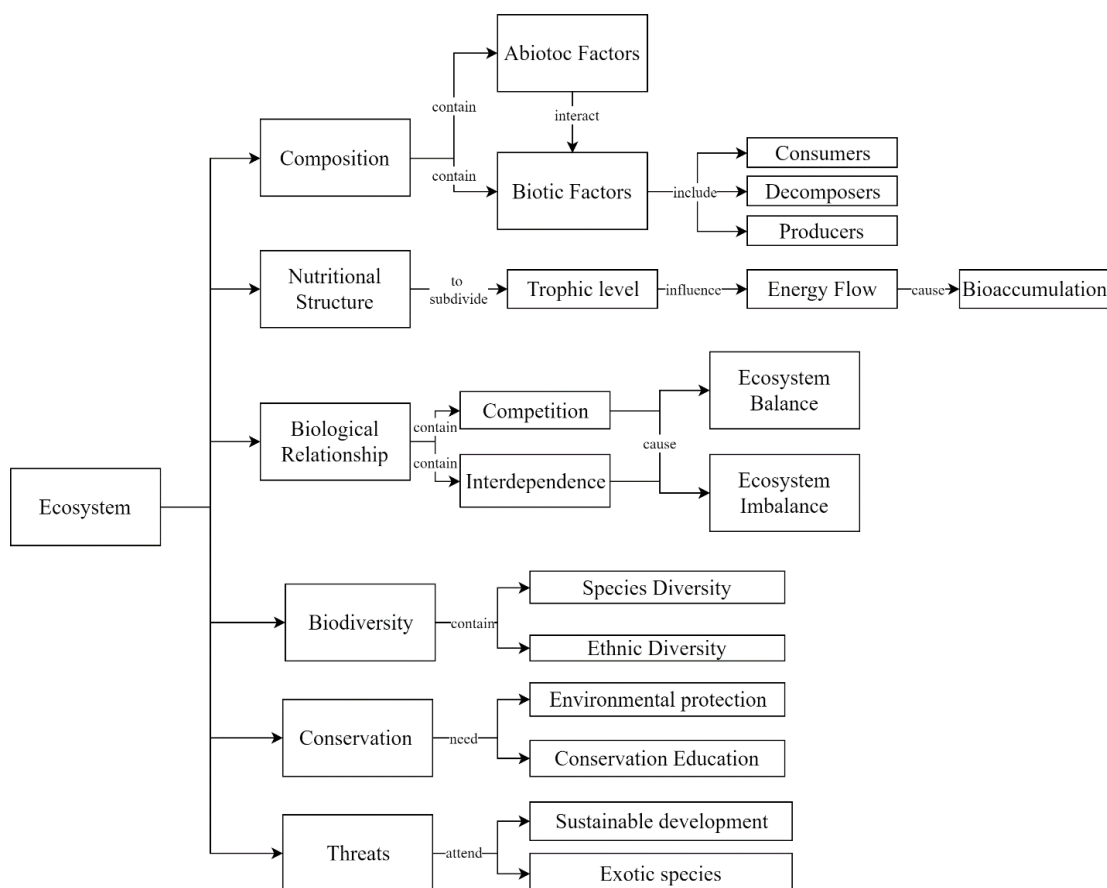 Abiotoc Factors
contain
interact
Composition
contain
Biotic Factors
include
Consumers
Decomposers
Producers
Nutritional
Structure
to
subdivide
Trophic level
influence
Energy Flow
cause
Bioaccumulation
Biological
Relationship
contain
contain
Competition
Interdependence
cause
Ecosystem
Balance
Ecosystem
Imbalance
Ecosystem
Biodiversity
contain
Species Diversity
Ethnic Diversity
Conservation
need
Environmental protection
Conservation Education
Threats
attend
Sustainable development
Exotic species